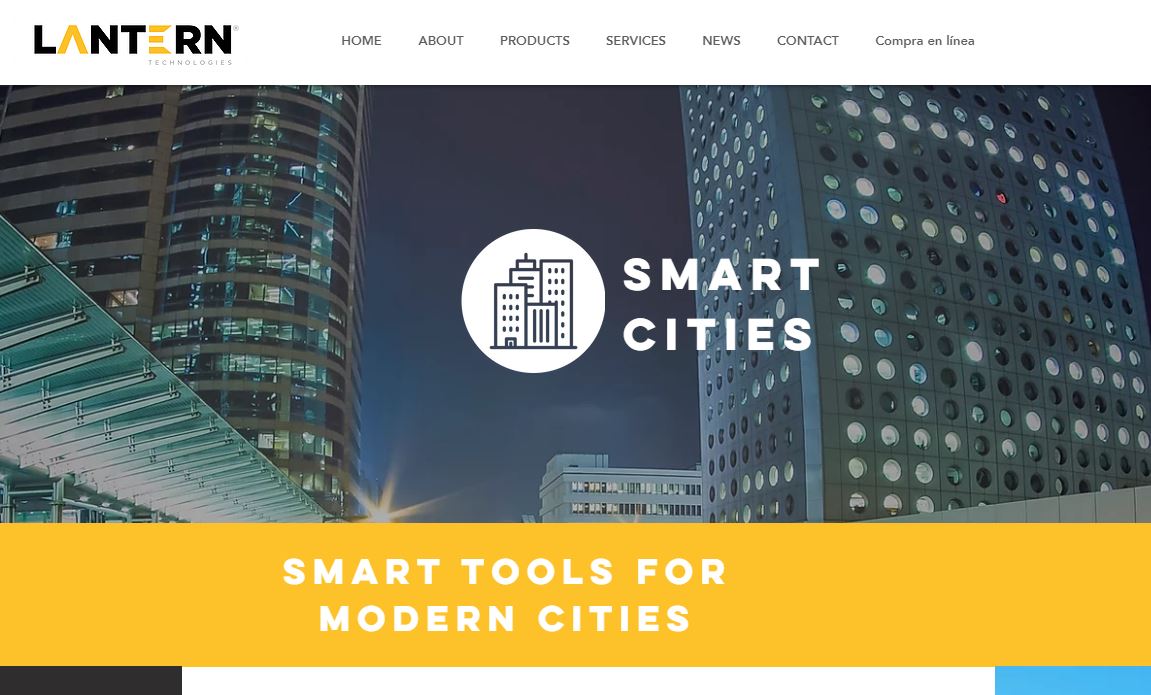 LANTERN®
TECHNOLOGIES
HOME ABOUT PRODUCTS SERVICES NEWS CONTACT Compra en línea
SMART
CITIES
SMART TOOLS FOR
MODERN CITIES